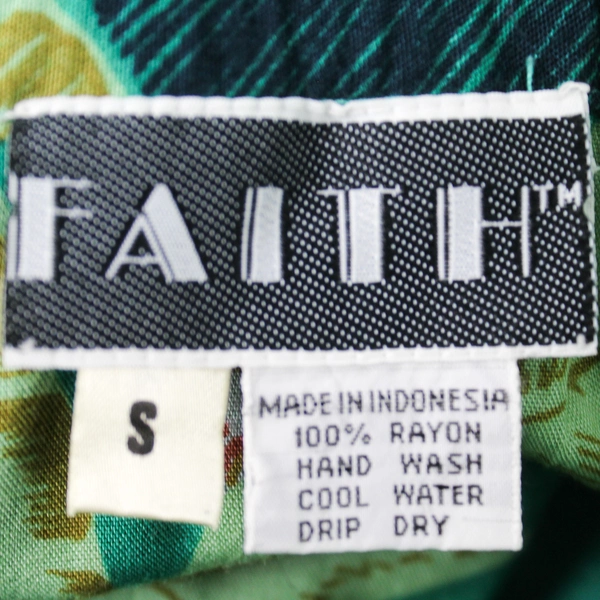 FAITH™
S
MADE IN INDONESIA
100% RAYON
HAND WASH
COOL WATER
DRIP DRY